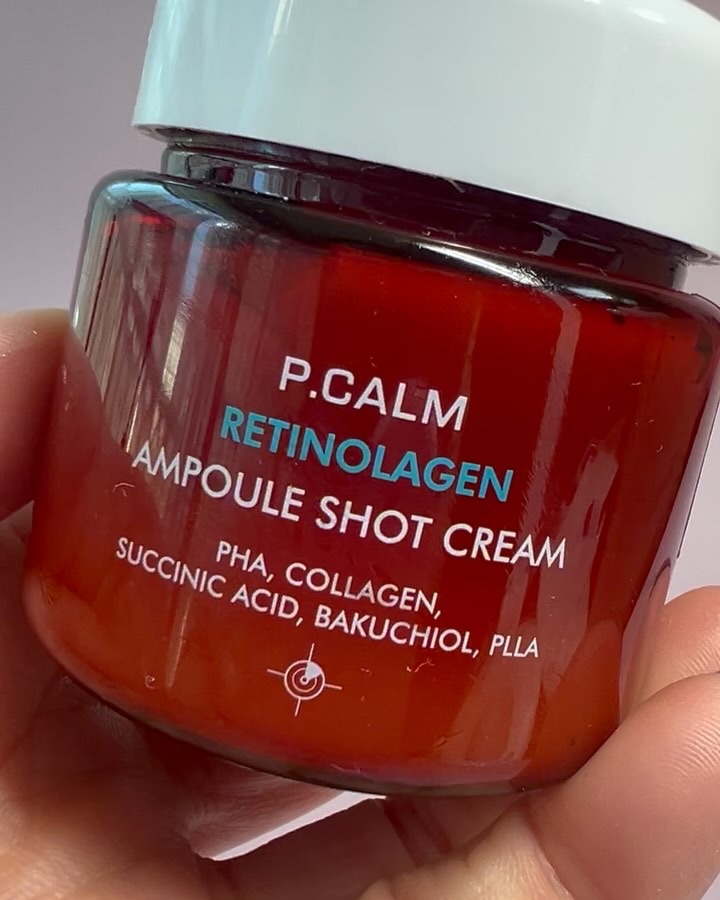 P.CALM
RETINOLAGEN
AMPOULE SHOT CREAM
PHA, COLLAGEN,
SUCCINIC ACID, BAKUCHIOL, PLLA